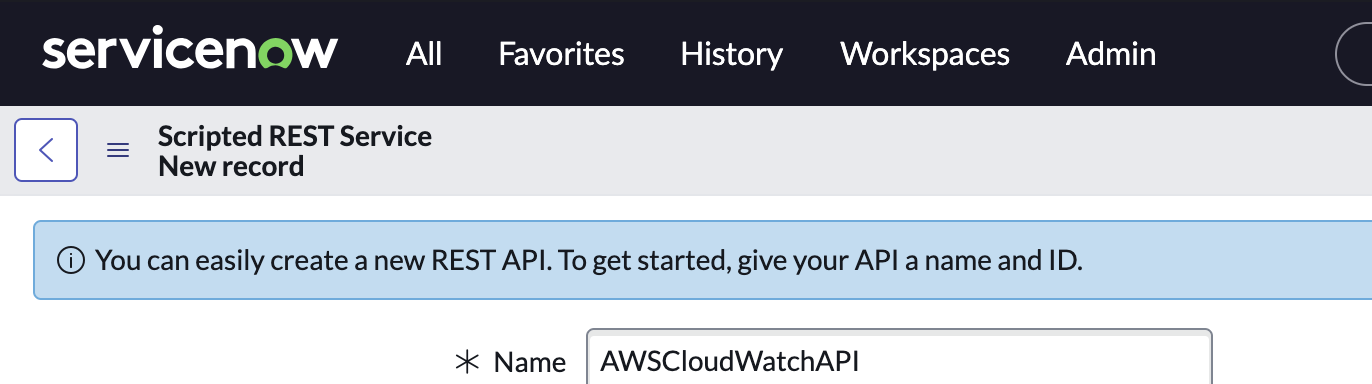 servicenow All Favorites History Workspaces Admin
Scripted REST Service
New record
You can easily create a new REST API. To get started, give your API a name and ID.
Name AWSCloudWatchAPI